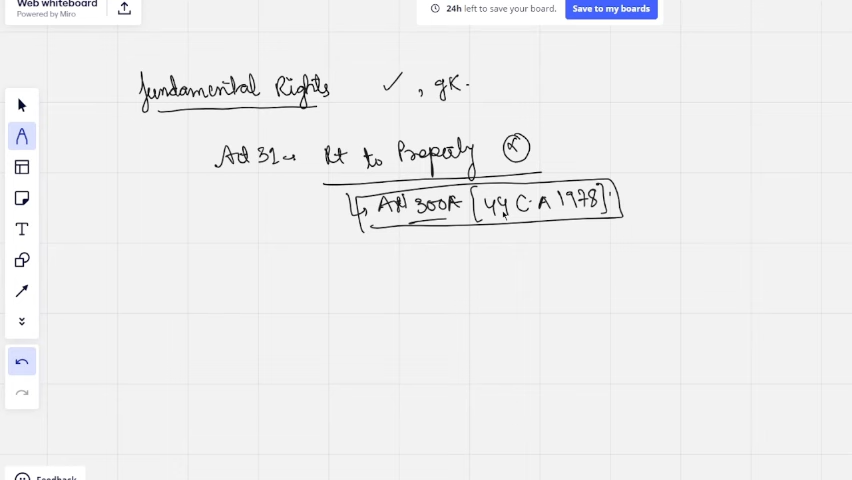 Web whiteboard
Powered by Miro
24h left to save your board.
Save to my boards
fundamental Rights ✓, gK.
Art 31 → Rt to Property
↳ Art 300A [44 C.A 1978]
T
Feedback